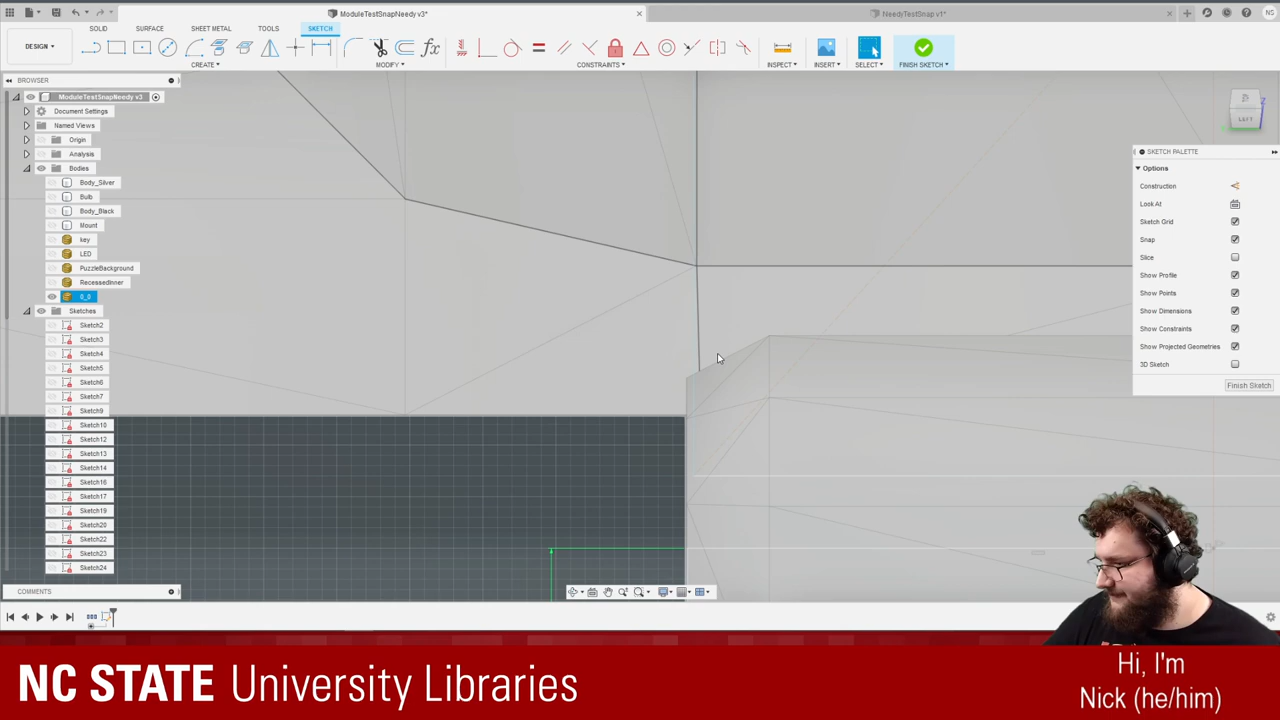 ModuleTestSnapNeedy v3*
NeedyTestSnap v1*
NS
DESIGN
SOLID
SURFACE
SHEET METAL
UTILITIES
TOOLS
SKETCH
CREATE
MODIFY
CONSTRAINTS
INSPECT
INSERT
SELECT
FINISH SKETCH
BROWSER
ModuleTestSnapNeedy v3
Document Settings
Named Views
Origin
Analysis
Bodies
Body_Silver
Bulb
Body_Black
Mount
key
LED
PuzzleBackground
RecessedInner
0_0
Sketches
Sketch2
Sketch3
Sketch4
Sketch5
Sketch6
Sketch7
Sketch9
Sketch10
Sketch12
Sketch13
Sketch14
Sketch16
Sketch17
Sketch19
Sketch20
Sketch22
Sketch23
Sketch24
COMMENTS
LEFT
Z
SKETCH PALETTE
Options
Construction
Look At
Sketch Grid
Snap
Slice
Show Profile
Show Points
Show Dimensions
Show Constraints
Show Projected Geometries
3D Sketch
Finish Sketch
NC STATE University Libraries
Hi, I'm
Nick (he/him)